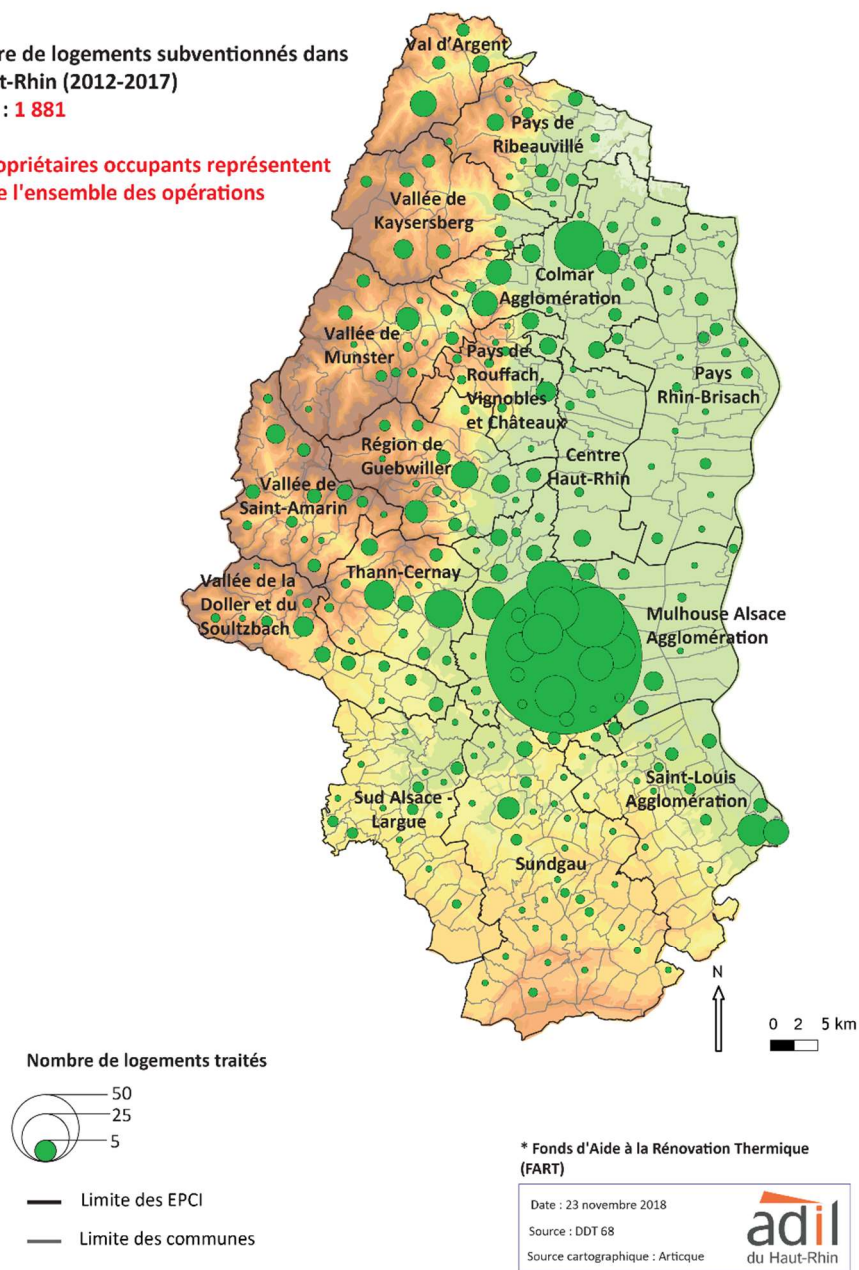 re de logements subventionnés dans
t-Rhin (2012-2017)
: 1 881
opriétaires occupants représentent
e l'ensemble des opérations
Val d'Argent
Pays de
Ribeauvillé
Vallée de
Kaysersberg
Colmar
Agglomération
Vallée de
Munster
Pays de
Rouffach,
Vignobles
et Châteaux
Pays
Rhin-Brisach
Région de
Guebwiller
Centre
Haut-Rhin
Vallée de
Saint-Amarin
Thann-Cernay
Vallée de la
Doller et du
Soultzbach
Mulhouse Alsace
Agglomération
Saint-Louis
Agglomération
Sud Alsace -
Largue
Sundgau
N
0 2 5 km
Nombre de logements traités
50
25
5
Limite des EPCI
Limite des communes
* Fonds d'Aide à la Rénovation Thermique
(FART)
Date : 23 novembre 2018
Source : DDT 68
Source cartographique : Articque
adil
du Haut-Rhin